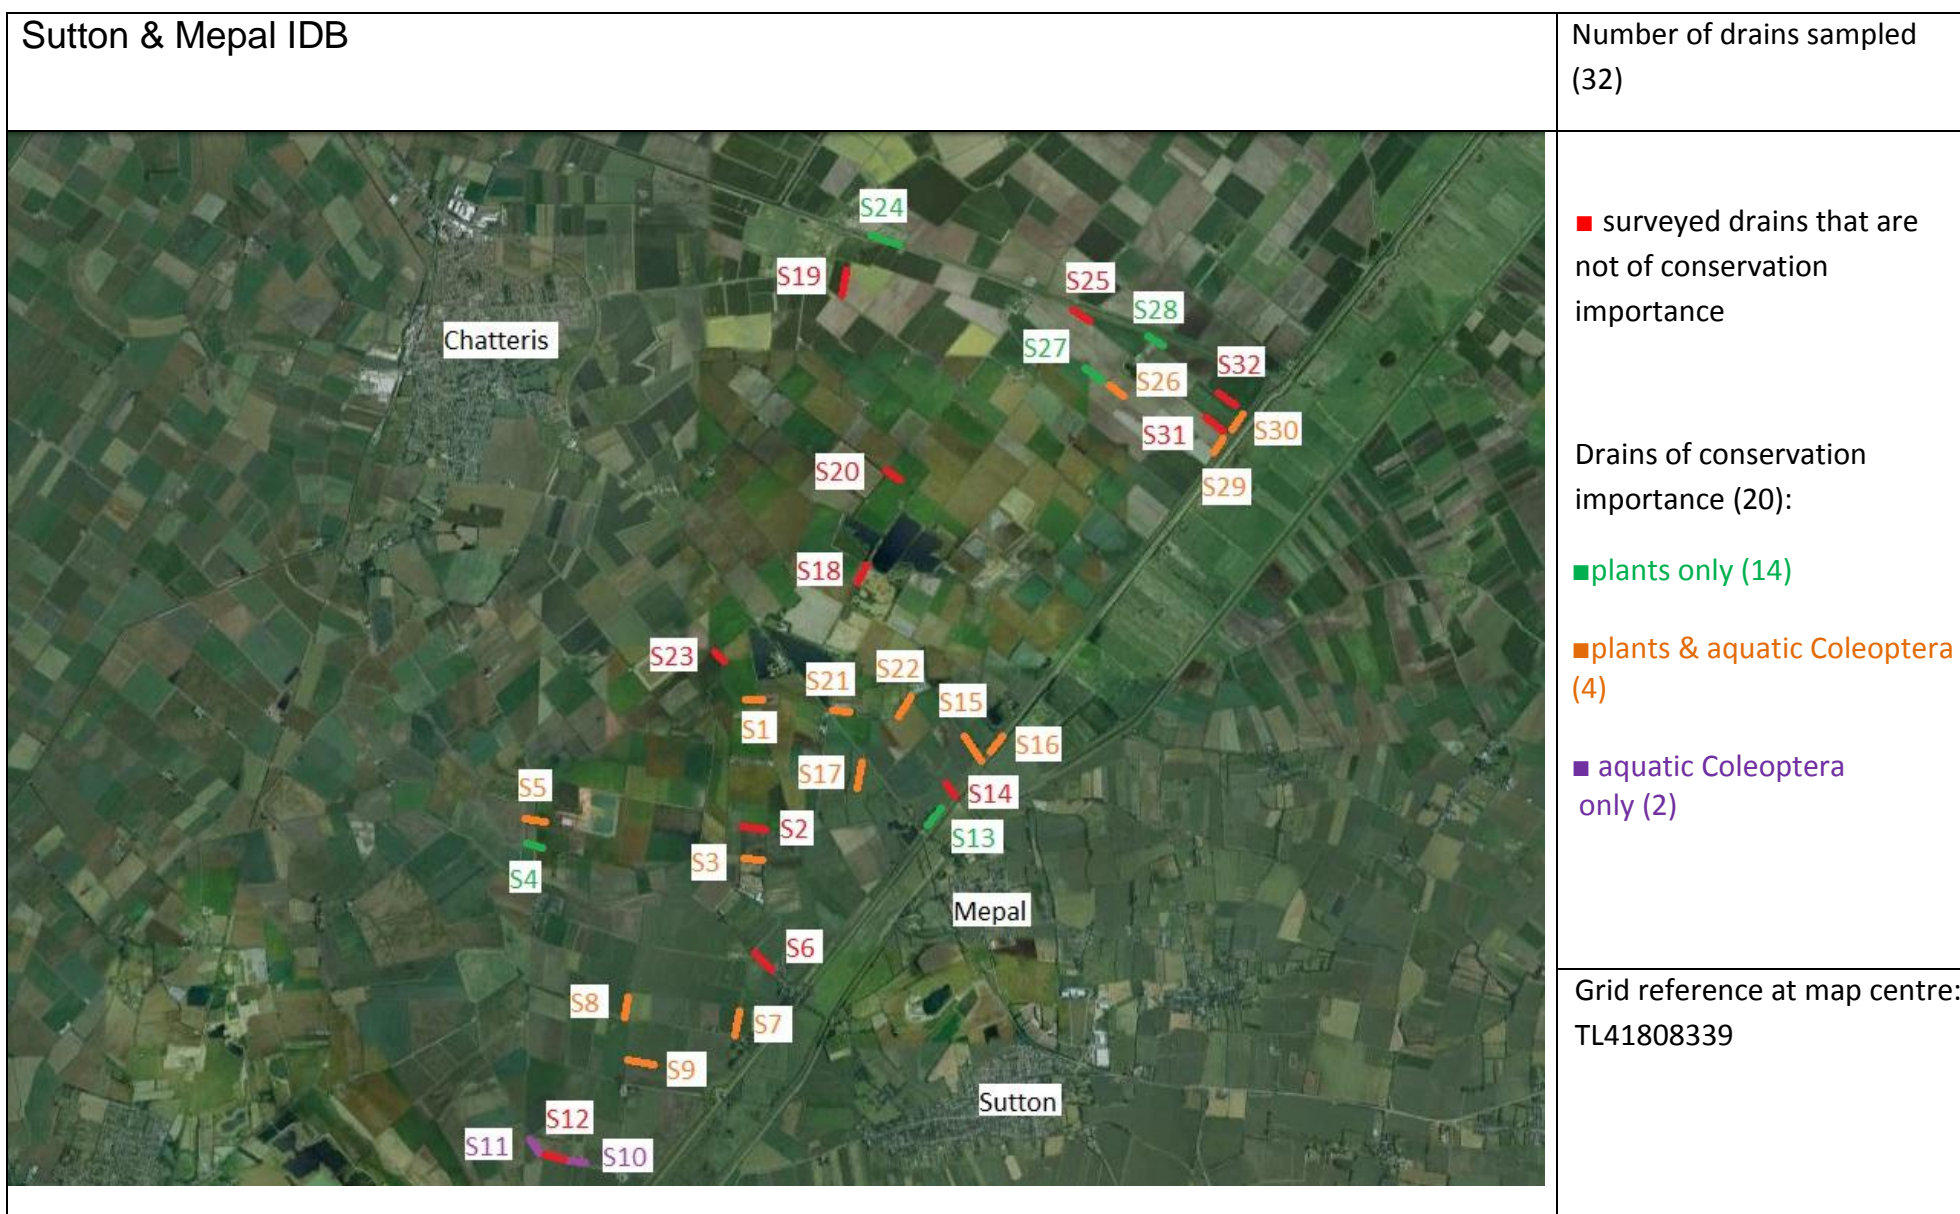 Sutton & Mepal IDB
Number of drains sampled
(32)
S24
S19
S25
S28
Chatteris
S27
S32
S26
S31
S30
S20
S29
S18
S23
S22
S21
S15
S1
S16
S17
S5
S14
S2
S13
S3
S4
Mepal
S6
S8
S7
S9
Sutton
S12
S11
S10
■ surveyed drains that are
not of conservation
importance
Drains of conservation
importance (20):
■plants only (14)
■plants & aquatic Coleoptera
(4)
■ aquatic Coleoptera
only (2)
Grid reference at map centre:
TL41808339